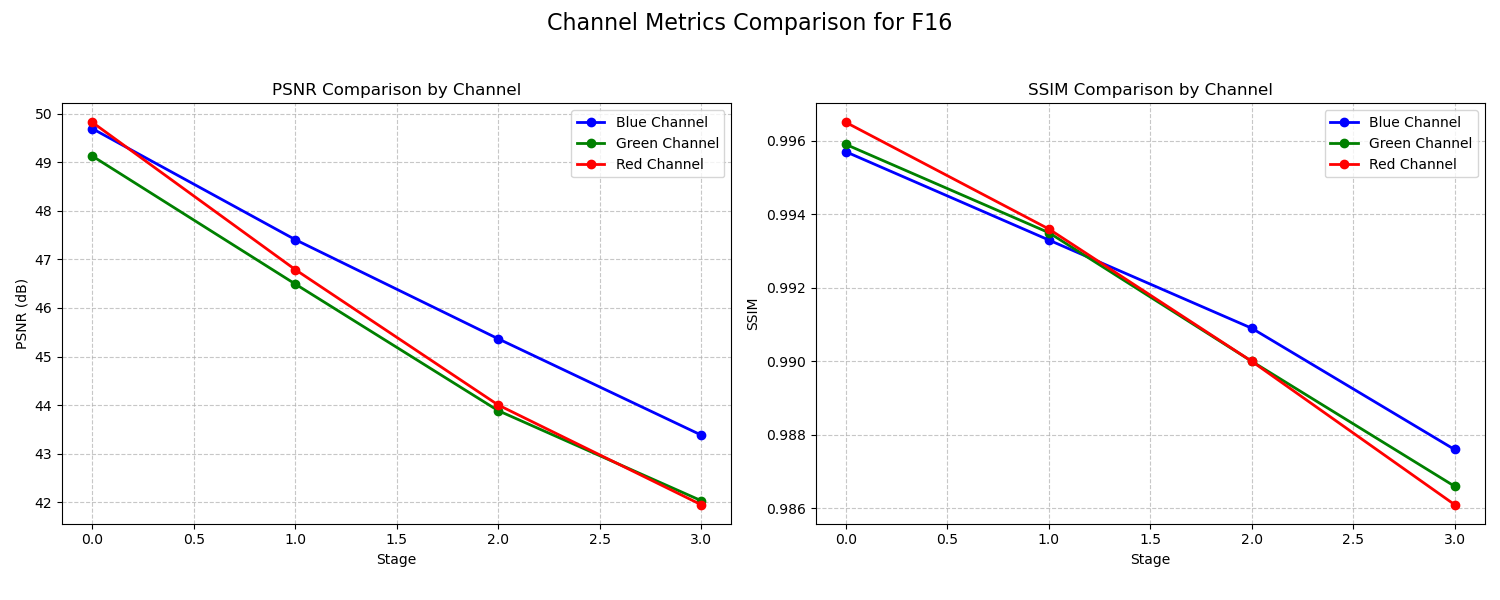 Channel Metrics Comparison for F16
PSNR Comparison by Channel
50
49
48
47
46
45
44
43
42
PSNR (dB)
Blue Channel
Green Channel
Red Channel
0.0 0.5 1.0 1.5 2.0 2.5 3.0
Stage
SSIM Comparison by Channel
0.996
0.994
0.992
0.990
0.988
0.986
SSIM
Blue Channel
Green Channel
Red Channel
0.0 0.5 1.0 1.5 2.0 2.5 3.0
Stage